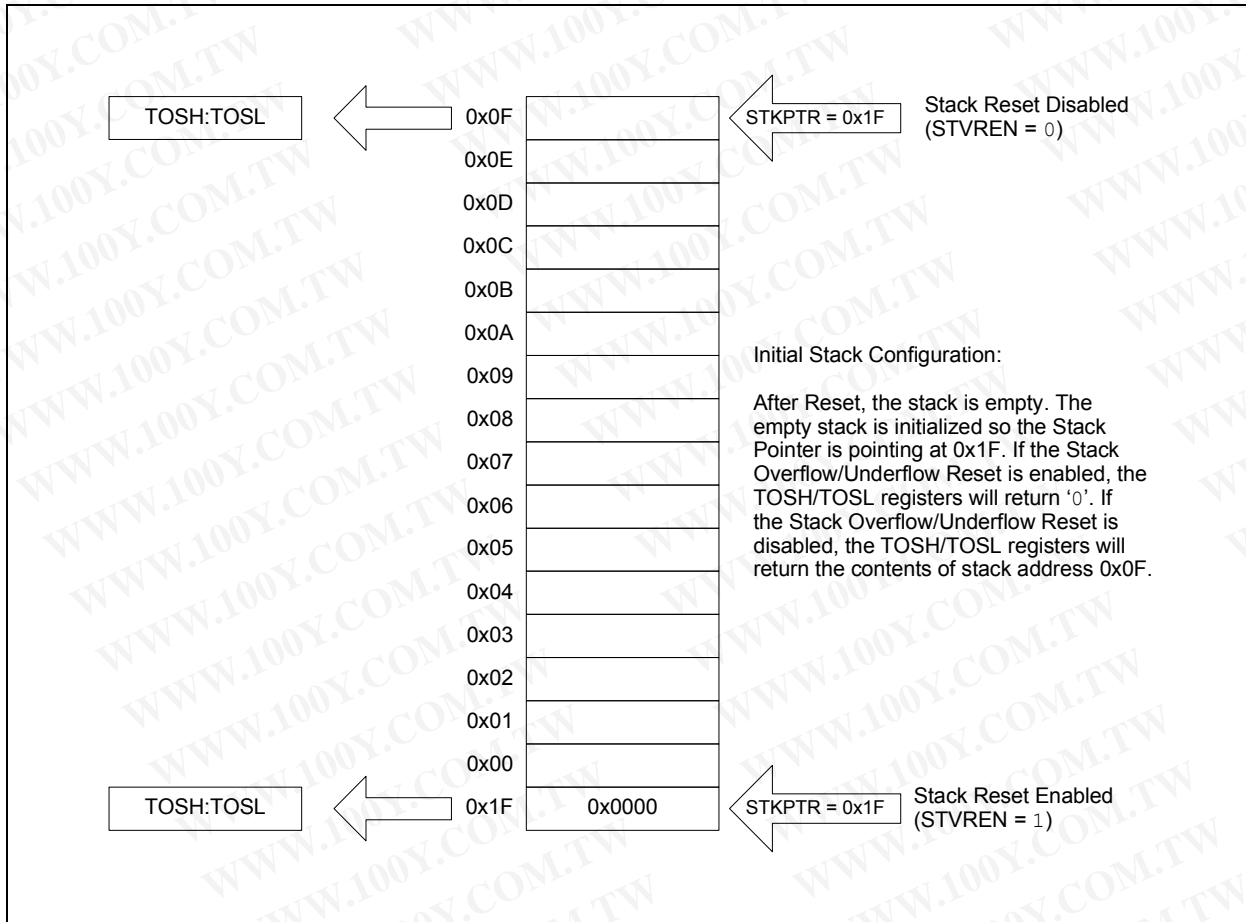 TOSH:TOSL
0x0F
STKPTR = 0x1F
Stack Reset Disabled
(STVREN = 0)
0x0E
0x0D
0x0C
0x0B
0x0A
0x09
0x08
0x07
0x06
0x05
0x04
0x03
0x02
0x01
0x00
Initial Stack Configuration:
After Reset, the stack is empty. The
empty stack is initialized so the Stack
Pointer is pointing at 0x1F. If the Stack
Overflow/Underflow Reset is enabled, the
TOSH/TOSL registers will return ‘0’. If
the Stack Overflow/Underflow Reset is
disabled, the TOSH/TOSL registers will
return the contents of stack address 0x0F.
TOSH:TOSL
0x1F
0x0000
STKPTR = 0x1F
Stack Reset Enabled
(STVREN = 1)
WWW.100Y.COM.TW